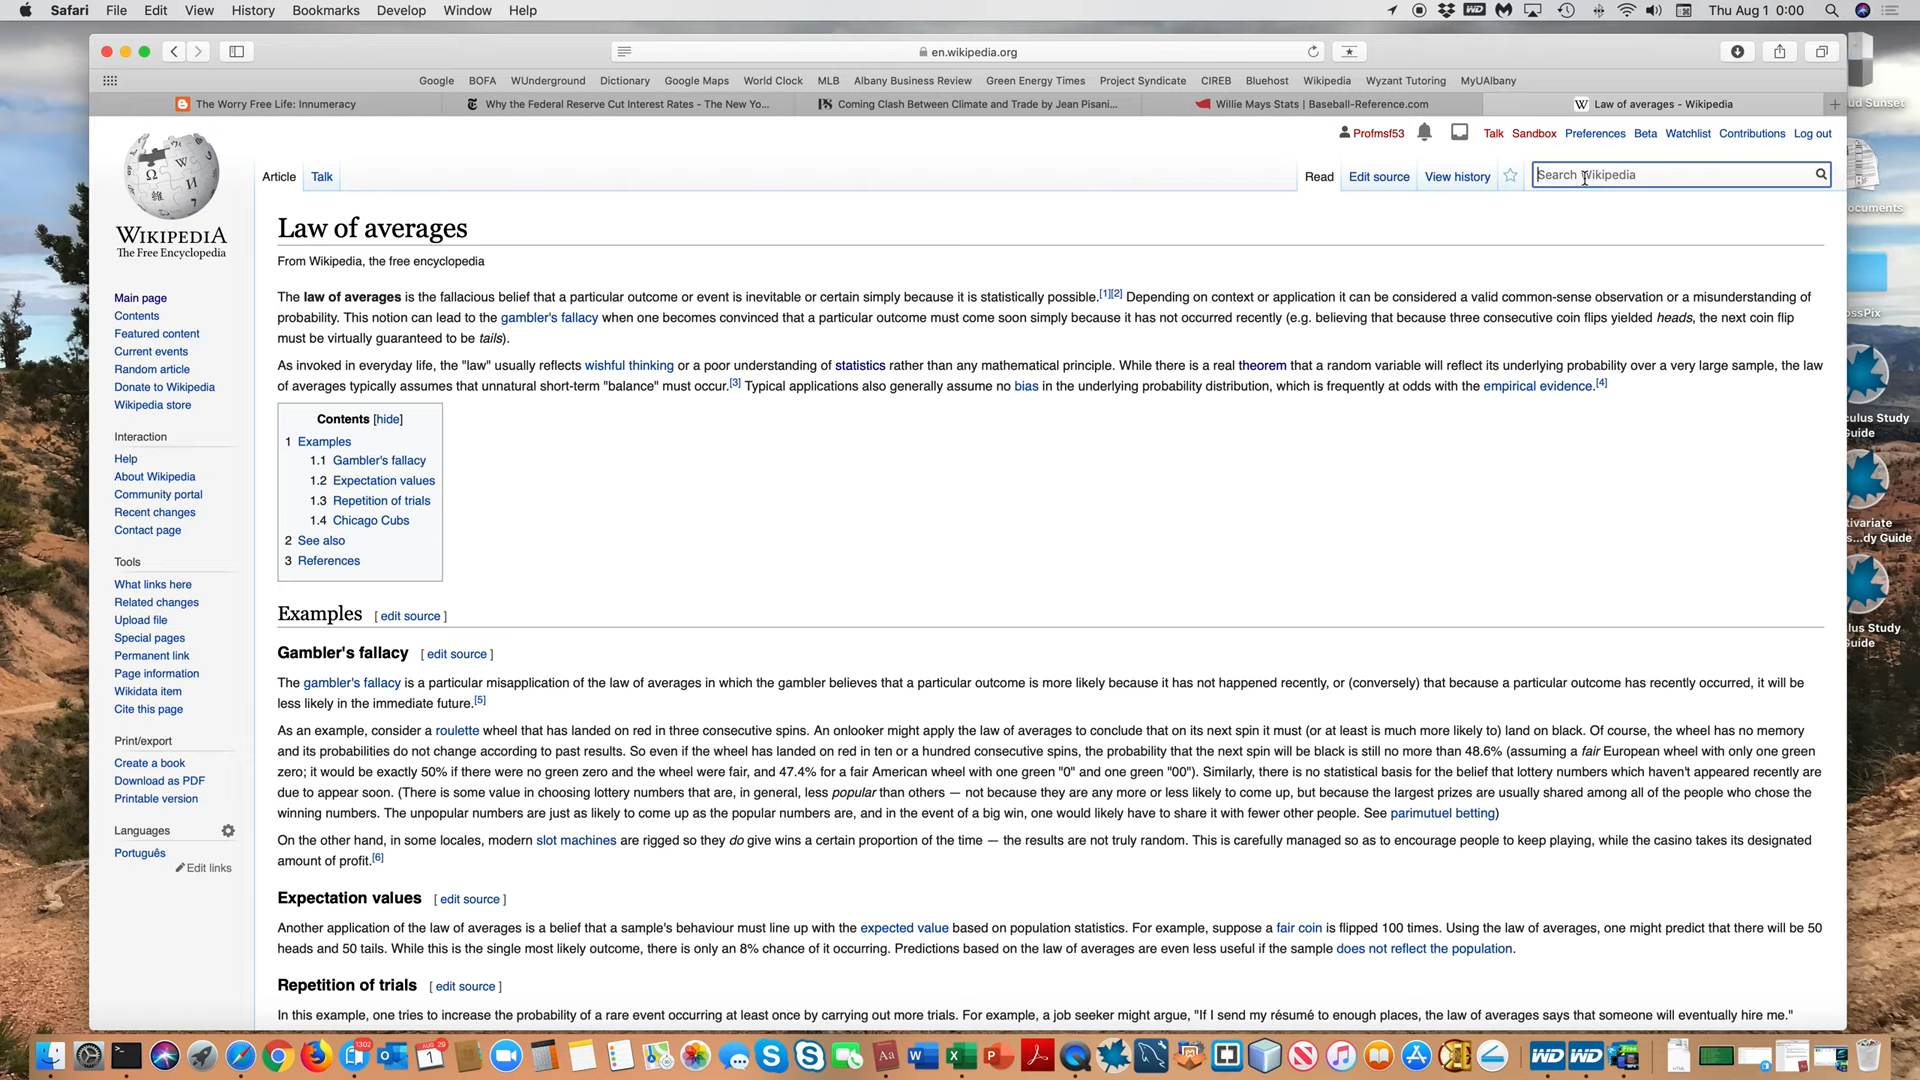 Safari File Edit View History Bookmarks Develop Window Help Thu Aug 1 0:00
en.wikipedia.org
Google BOFA WUnderground Dictionary Google Maps World Clock MLB Albany Business Review Green Energy Times Project Syndicate CIREB Bluehost Wikipedia Wyzant Tutoring MyUAlbany
The Worry Free Life: Innumeracy Why the Federal Reserve Cut Interest Rates - The New Yo... Coming Clash Between Climate and Trade by Jean Pisani... Willie Mays Stats | Baseball-Reference.com Law of averages - Wikipedia
Profmsf53 Talk Sandbox Preferences Beta Watchlist Contributions Log out
Article Talk Read Edit source View history Search Wikipedia
WIKIPEDIA
The Free Encyclopedia
Main page
Contents
Featured content
Current events
Random article
Donate to Wikipedia
Wikipedia store
Interaction
Help
About Wikipedia
Community portal
Recent changes
Contact page
Tools
What links here
Related changes
Upload file
Special pages
Permanent link
Page information
Wikidata item
Cite this page
Print/export
Create a book
Download as PDF
Printable version
Languages
Português
Edit links
Law of averages
From Wikipedia, the free encyclopedia
The law of averages is the fallacious belief that a particular outcome or event is inevitable or certain simply because it is statistically possible.[1][2] Depending on context or application it can be considered a valid common-sense observation or a misunderstanding of
probability. This notion can lead to the gambler's fallacy when one becomes convinced that a particular outcome must come soon simply because it has not occurred recently (e.g. believing that because three consecutive coin flips yielded heads, the next coin flip
must be virtually guaranteed to be tails).
As invoked in everyday life, the "law" usually reflects wishful thinking or a poor understanding of statistics rather than any mathematical principle. While there is a real theorem that a random variable will reflect its underlying probability over a very large sample, the law
of averages typically assumes that unnatural short-term "balance" must occur.[3] Typical applications also generally assume no bias in the underlying probability distribution, which is frequently at odds with the empirical evidence.[4]
Contents [hide]
1 Examples
1.1 Gambler's fallacy
1.2 Expectation values
1.3 Repetition of trials
1.4 Chicago Cubs
2 See also
3 References
Examples [ edit source ]
Gambler's fallacy [ edit source ]
The gambler's fallacy is a particular misapplication of the law of averages in which the gambler believes that a particular outcome is more likely because it has not happened recently, or (conversely) that because a particular outcome has recently occurred, it will be
less likely in the immediate future.[5]
As an example, consider a roulette wheel that has landed on red in three consecutive spins. An onlooker might apply the law of averages to conclude that on its next spin it must (or at least is much more likely to) land on black. Of course, the wheel has no memory
and its probabilities do not change according to past results. So even if the wheel has landed on red in ten or a hundred consecutive spins, the probability that the next spin will be black is still no more than 48.6% (assuming a fair European wheel with only one green
zero; it would be exactly 50% if there were no green zero and the wheel were fair, and 47.4% for a fair American wheel with one green "0" and one green "00"). Similarly, there is no statistical basis for the belief that lottery numbers which haven't appeared recently are
due to appear soon. (There is some value in choosing lottery numbers that are, in general, less popular than others — not because they are any more or less likely to come up, but because the largest prizes are usually shared among all of the people who chose the
winning numbers. The unpopular numbers are just as likely to come up as the popular numbers are, and in the event of a big win, one would likely have to share it with fewer other people. See parimutuel betting)
On the other hand, in some locales, modern slot machines are rigged so they do give wins a certain proportion of the time — the results are not truly random. This is carefully managed so as to encourage people to keep playing, while the casino takes its designated
amount of profit.[6]
Expectation values [ edit source ]
Another application of the law of averages is a belief that a sample's behaviour must line up with the expected value based on population statistics. For example, suppose a fair coin is flipped 100 times. Using the law of averages, one might predict that there will be 50
heads and 50 tails. While this is the single most likely outcome, there is only an 8% chance of it occurring. Predictions based on the law of averages are even less useful if the sample does not reflect the population.
Repetition of trials [ edit source ]
In this example, one tries to increase the probability of a rare event occurring at least once by carrying out more trials. For example, a job seeker might argue, "If I send my résumé to enough places, the law of averages says that someone will eventually hire me."
ud Sunset
ocuments
ossPix
culus Study
Guide
tivariate
s...dy Guide
lus Study
uide
1302
AUG 1 29
WD WD